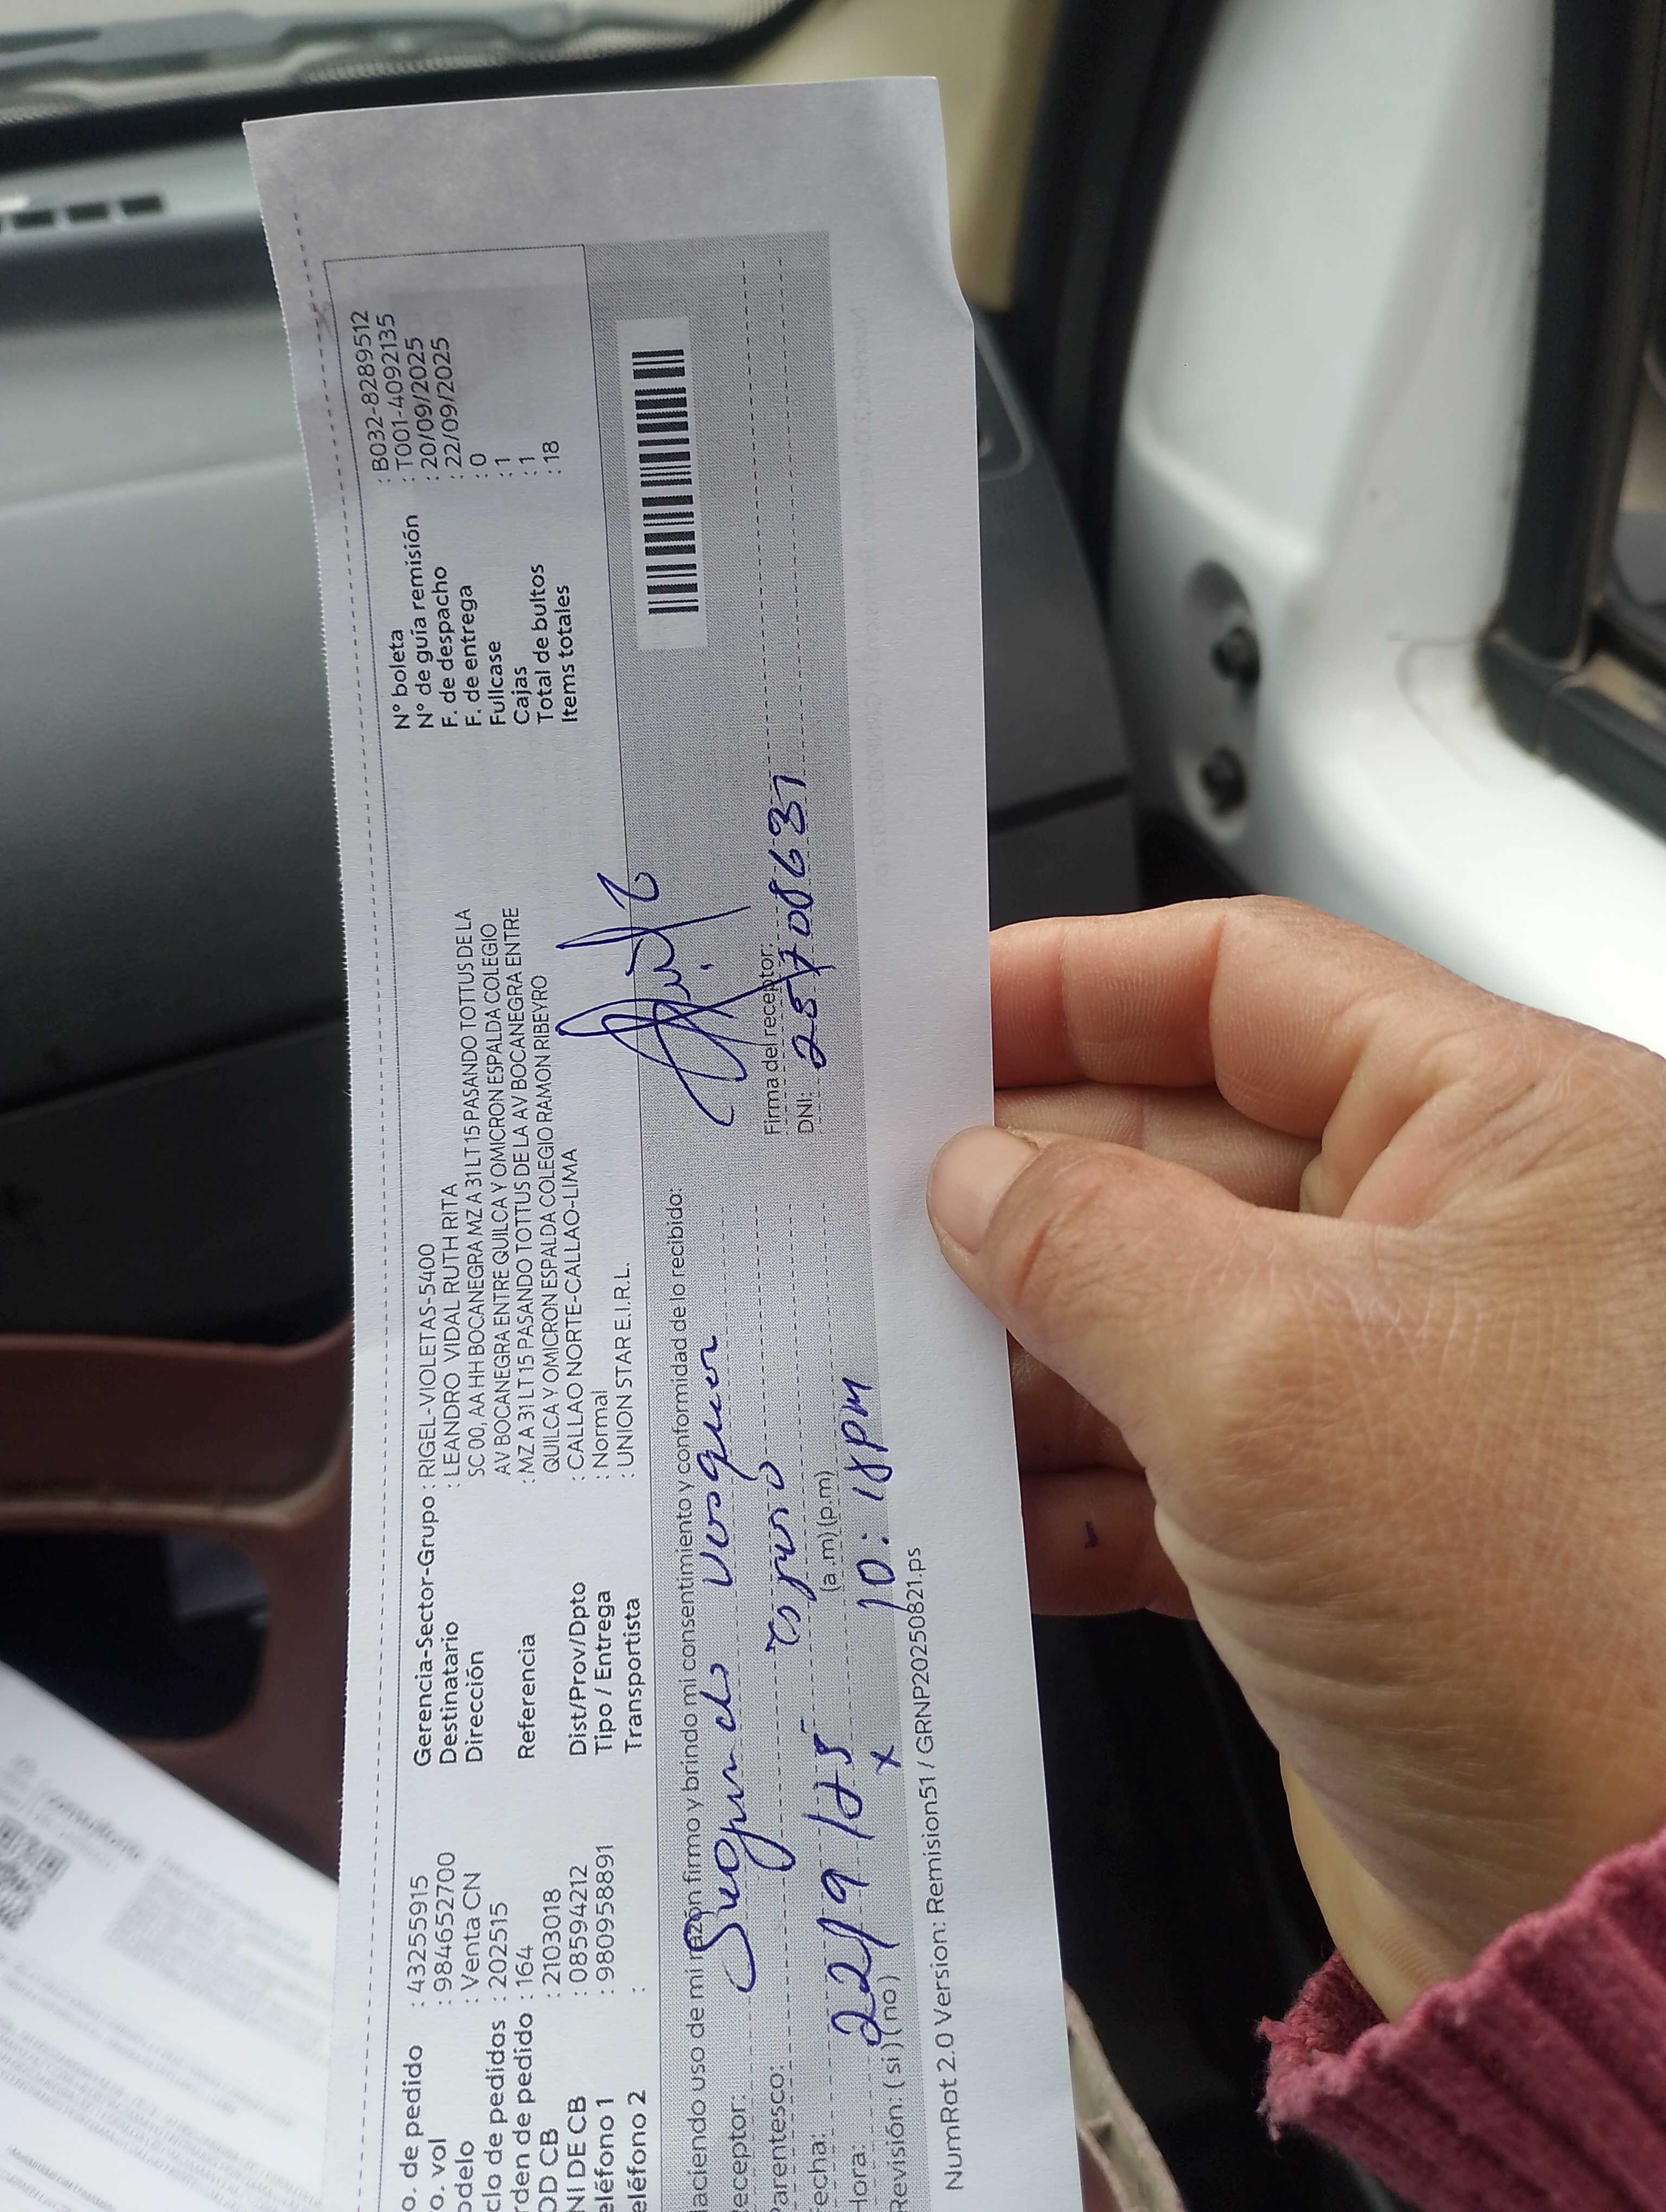 o. de pedido : 43255915
o. vol : 984652700
odelo : Venta CN
clo de pedidos : 202515
rden de pedido : 164
OD CB : 2103018
NI DE CB : 08594212
eléfono 1 : 980958891
eléfono 2 :
Gerencia-Sector-Grupo : RIGEL-VIOLETAS-5400
Destinatario : LEANDRO VIDAL RUTH RITA
Dirección SC 00, AA HH BOCANEGRA MZ A 31 LT 15 PASANDO TOTTUS DE LA
AV BOCANEGRA ENTRE QUILCA Y OMICRON ESPALDA COLEGIO
Referencia : MZ A 31 LT 15 PASANDO TOTTUS DE LA AV BOCANEGRA ENTRE
QUILCA Y OMICRON ESPALDA COLEGIO RAMON RIBEYRO
Dist/Prov/Dpto : CALLAO NORTE-CALLAO-LIMA
Tipo / Entrega : Normal
Transportista : UNION STAR E.I.R.L.
N° boleta : B032-8289512
N° de guía remisión : T001-4092135
F. de despacho : 20/09/2025
F. de entrega : 22/09/2025
Fullcase : 0
Cajas : 1
Total de bultos : 1
Items totales : 18
Haciendo uso de mi razón firmo y brindo mi consentimiento y conformidad de lo recibido:
eceptor: Segundo Vasquez
Parentesco: esposo
echa: 22/9/25
Hora: (a.m)(p.m) 10:18pm
Revisión: (si)(no) x
Firma del receptor:
DNI: 25708637
NumRot 2.0 Version: Remision51 / GRNP20250821.ps